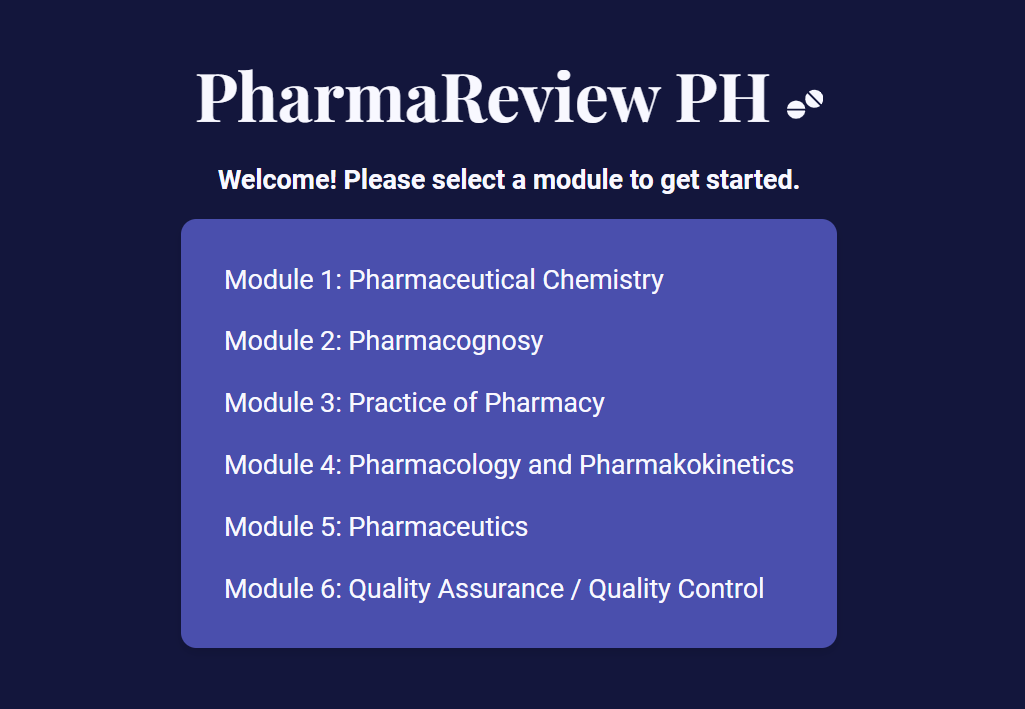 PharmaReview PH
Welcome! Please select a module to get started.
Module 1: Pharmaceutical Chemistry
Module 2: Pharmacognosy
Module 3: Practice of Pharmacy
Module 4: Pharmacology and Pharmakokinetics
Module 5: Pharmaceutics
Module 6: Quality Assurance / Quality Control